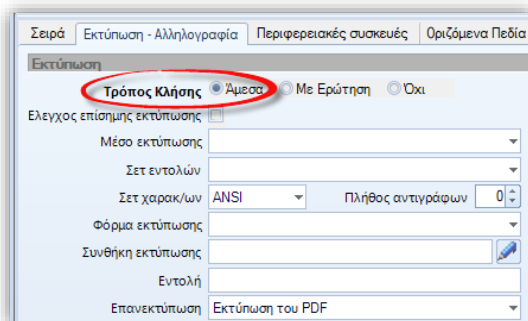 Σειρά Εκτύπωση - Αλληλογραφία Περιφερειακές συσκευές Οριζόμενα Πεδία
Εκτύπωση
Τρόπος Κλήσης Άμεσα Με Ερώτηση Όχι
Ελεγχος επίσημης εκτύπωσης
Μέσο εκτύπωσης
Σετ εντολών
Σετ χαρακ/ων ANSI Πλήθος αντιγράφων 0
Φόρμα εκτύπωσης
Συνθήκη εκτύπωσης
Εντολή
Επανεκτύπωση Εκτύπωση του PDF